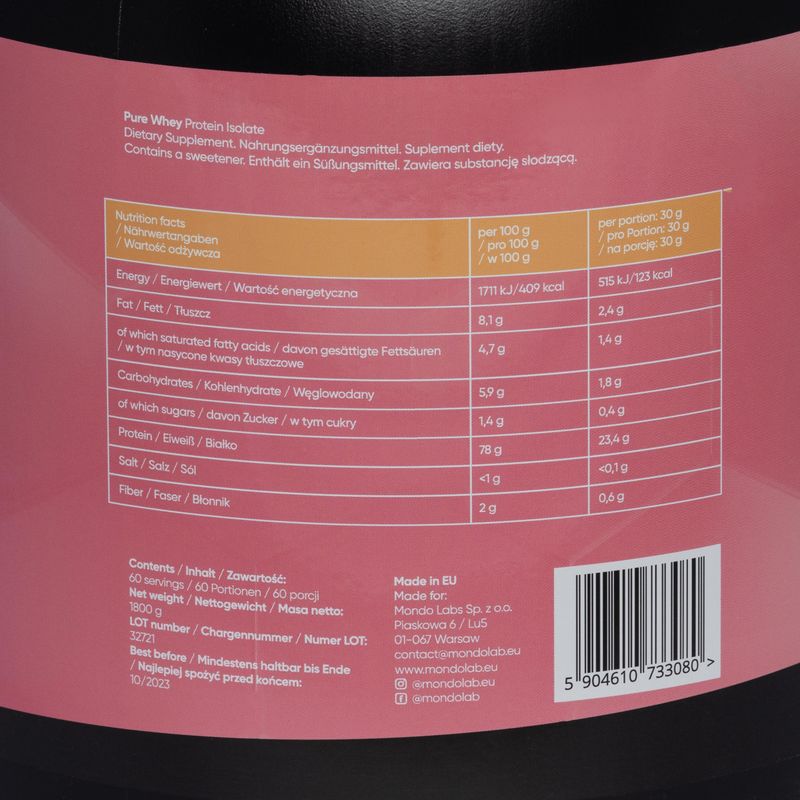 Pure Whey Protein Isolate
Dietary Supplement. Nahrungsergänzungsmittel. Suplement diety.
Contains a sweetener. Enthält ein Süßungsmittel. Zawiera substancję słodzącą.
Nutrition facts
/ Nährwertangaben
/ Wartość odżywcza
per 100 g
/ pro 100 g
/ w 100 g
per portion: 30 g
/ pro Portion: 30 g
/ na porcję: 30 g
Energy / Energiewert / Wartość energetyczna 1711 kJ/409 kcal 515 kJ/123 kcal
Fat / Fett / Tłuszcz 8,1 g 2,4 g
of which saturated fatty acids / davon gesättigte Fettsäuren
/ w tym nasycone kwasy tłuszczowe 4,7 g 1,4 g
Carbohydrates / Kohlenhydrate / Węglowodany 5,9 g 1,8 g
of which sugars / davon Zucker / w tym cukry 1,4 g 0,4 g
Protein / Eiweiß / Białko 78 g 23,4 g
Salt / Salz / Sól <1 g <0,1 g
Fiber / Faser / Błonnik 2 g 0,6 g
Contents / Inhalt / Zawartość:
60 servings / 60 Portionen / 60 porcji
Net weight / Nettogewicht / Masa netto:
1800 g
LOT number / Chargennummer / Numer LOT:
32721
Best before / Mindestens haltbar bis Ende
/ Najlepiej spożyć przed końcem:
10/2023
Made in EU
Made for:
Mondo Labs Sp. z o.o.
Piaskowa 6 / Lu5
01-067 Warsaw
contact@mondolab.eu
www.mondolab.eu
@mondolab
@mondolab
5 904610 733080 >